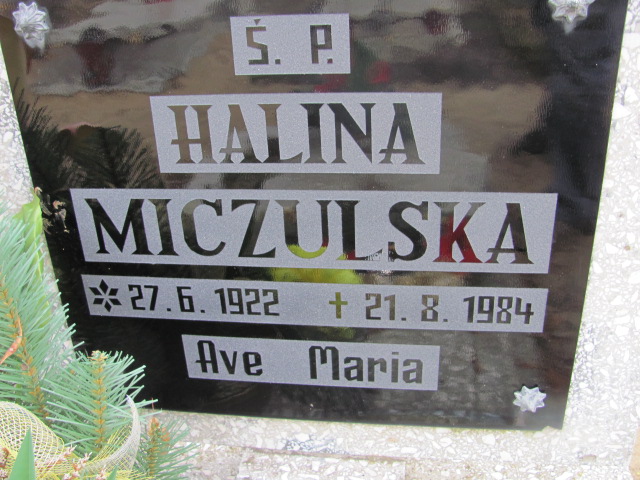 Ś. P.
HALINA
MICZULSKA
* 27.6.1922 + 21.8.1984
Ave Maria